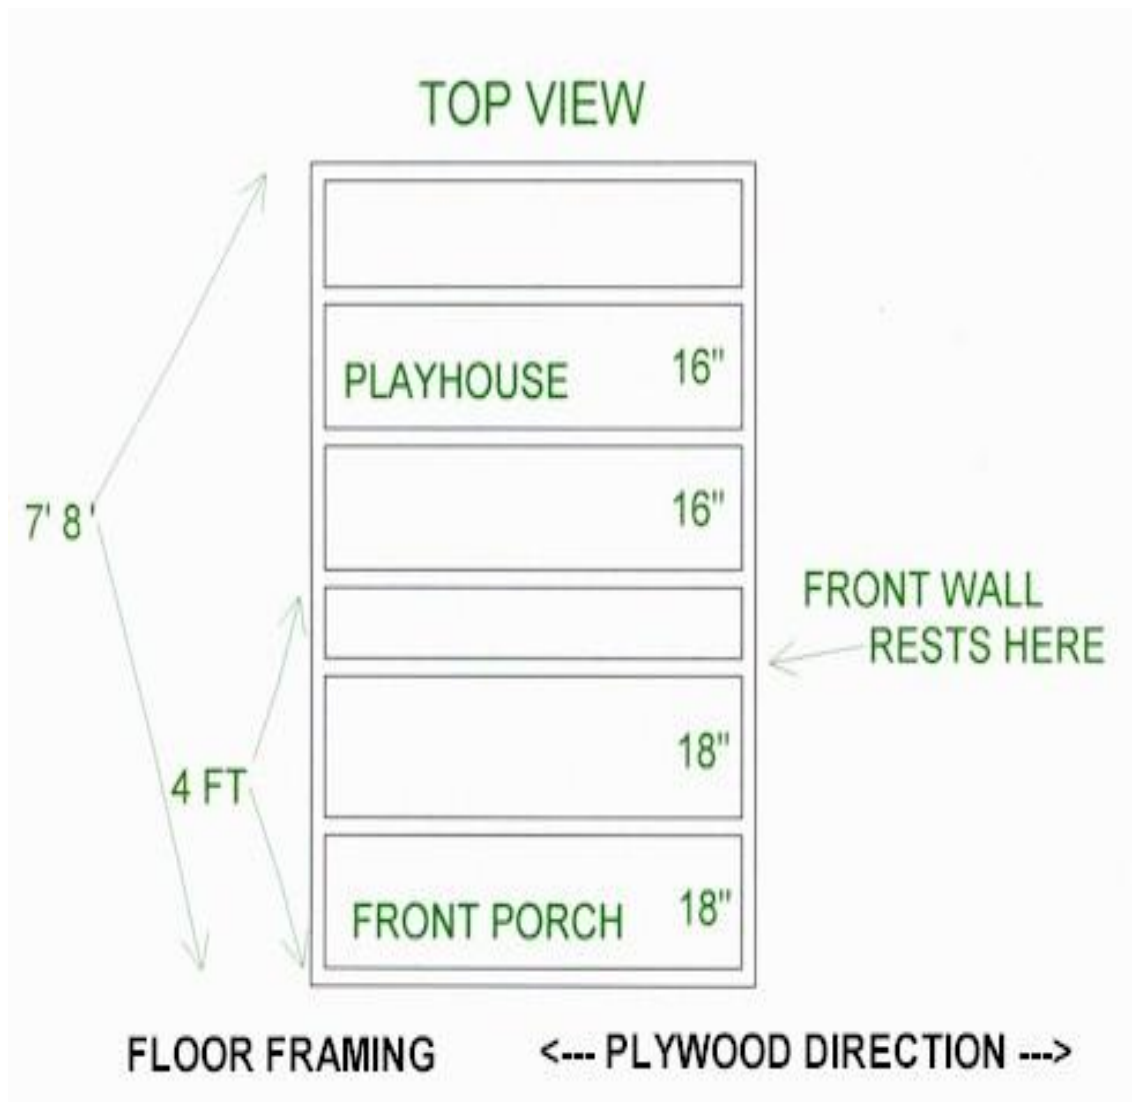 TOP VIEW
PLAYHOUSE 16"
16"
7' 8'
FRONT WALL
RESTS HERE
18"
4 FT
FRONT PORCH 18"
FLOOR FRAMING <--- PLYWOOD DIRECTION --->